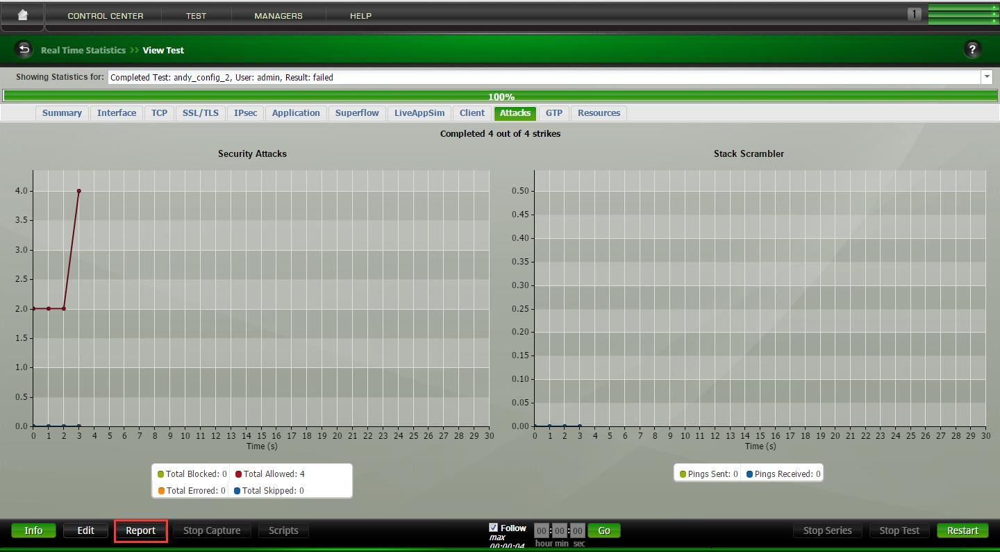 CONTROL CENTER TEST MANAGERS HELP 1
Real Time Statistics >> View Test ?
Showing Statistics for: Completed Test: andy_config_2, User: admin, Result: failed
100%
Summary Interface TCP SSL/TLS IPsec Application Superflow LiveAppSim Client Attacks GTP Resources
Completed 4 out of 4 strikes
Security Attacks
4.0
3.5
3.0
2.5
2.0
1.5
1.0
0.5
0.0
0 1 2 3 4 5 6 7 8 9 10 11 12 13 14 15 16 17 18 19 20 21 22 23 24 25 26 27 28 29 30
Time (s)
Total Blocked: 0 Total Allowed: 4
Total Errored: 0 Total Skipped: 0
Stack Scrambler
0.50
0.45
0.40
0.35
0.30
0.25
0.20
0.15
0.10
0.05
0.00
0 1 2 3 4 5 6 7 8 9 10 11 12 13 14 15 16 17 18 19 20 21 22 23 24 25 26 27 28 29 30
Time (s)
Pings Sent: 0 Pings Received: 0
Info Edit Report Stop Capture Scripts
Follow
max
00:00:04
00 : 00 : 00 Go
hour min sec
Stop Series Stop Test Restart